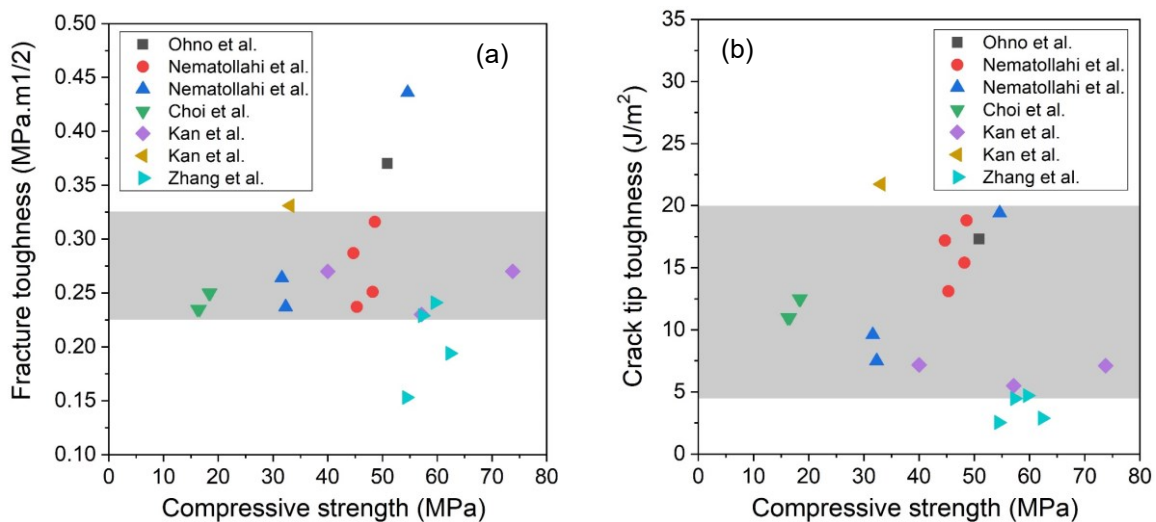 (a)
Fracture toughness (MPa.m1/2)
0.50
0.45
0.40
0.35
0.30
0.25
0.20
0.15
0.10
Ohno et al.
Nematollahi et al.
Nematollahi et al.
Choi et al.
Kan et al.
Kan et al.
Zhang et al.
0 10 20 30 40 50 60 70 80
Compressive strength (MPa)
(b)
Crack tip toughness (J/m²)
35
30
25
20
15
10
5
0
Ohno et al.
Nematollahi et al.
Nematollahi et al.
Choi et al.
Kan et al.
Kan et al.
Zhang et al.
0 10 20 30 40 50 60 70 80
Compressive strength (MPa)